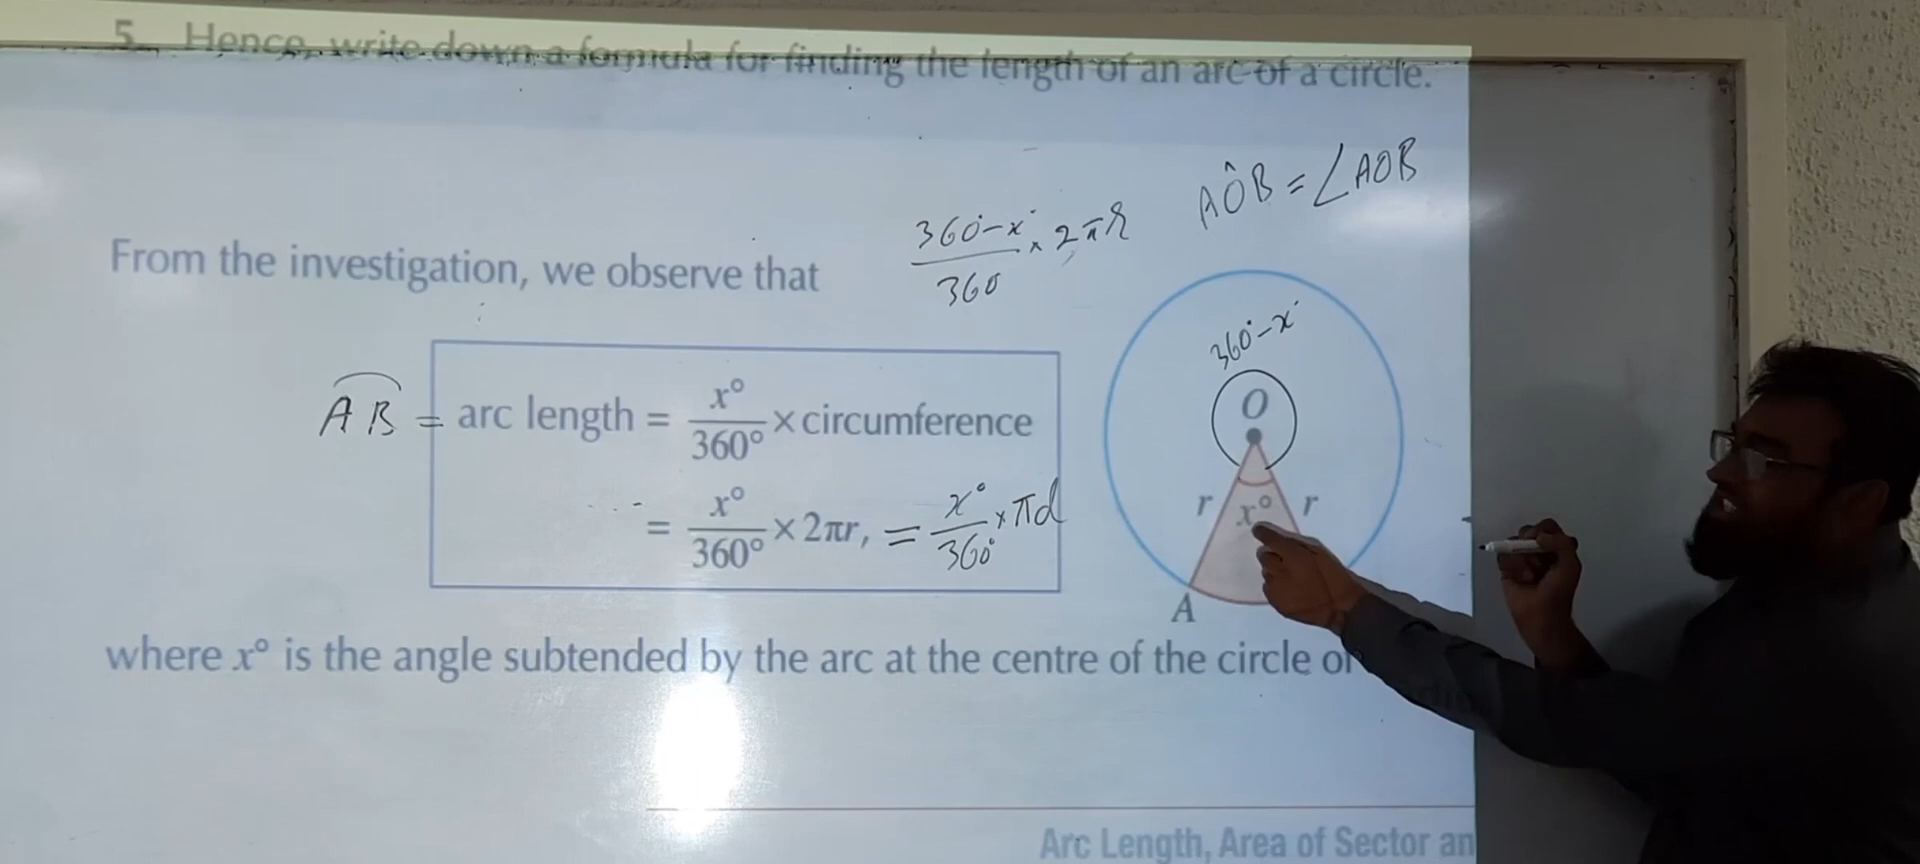 5. Hence, write down a formula for finding the length of an arc of a circle.
AÔB = ∠AOB
(360° − x°)/360 × 2πr
From the investigation, we observe that
360° − x°
⌒AB = arc length = x°/360° × circumference
O
= x°/360° × 2πr, = x°/360° × πd
r x° r
A
where x° is the angle subtended by the arc at the centre of the circle of
Arc Length, Area of Sector an